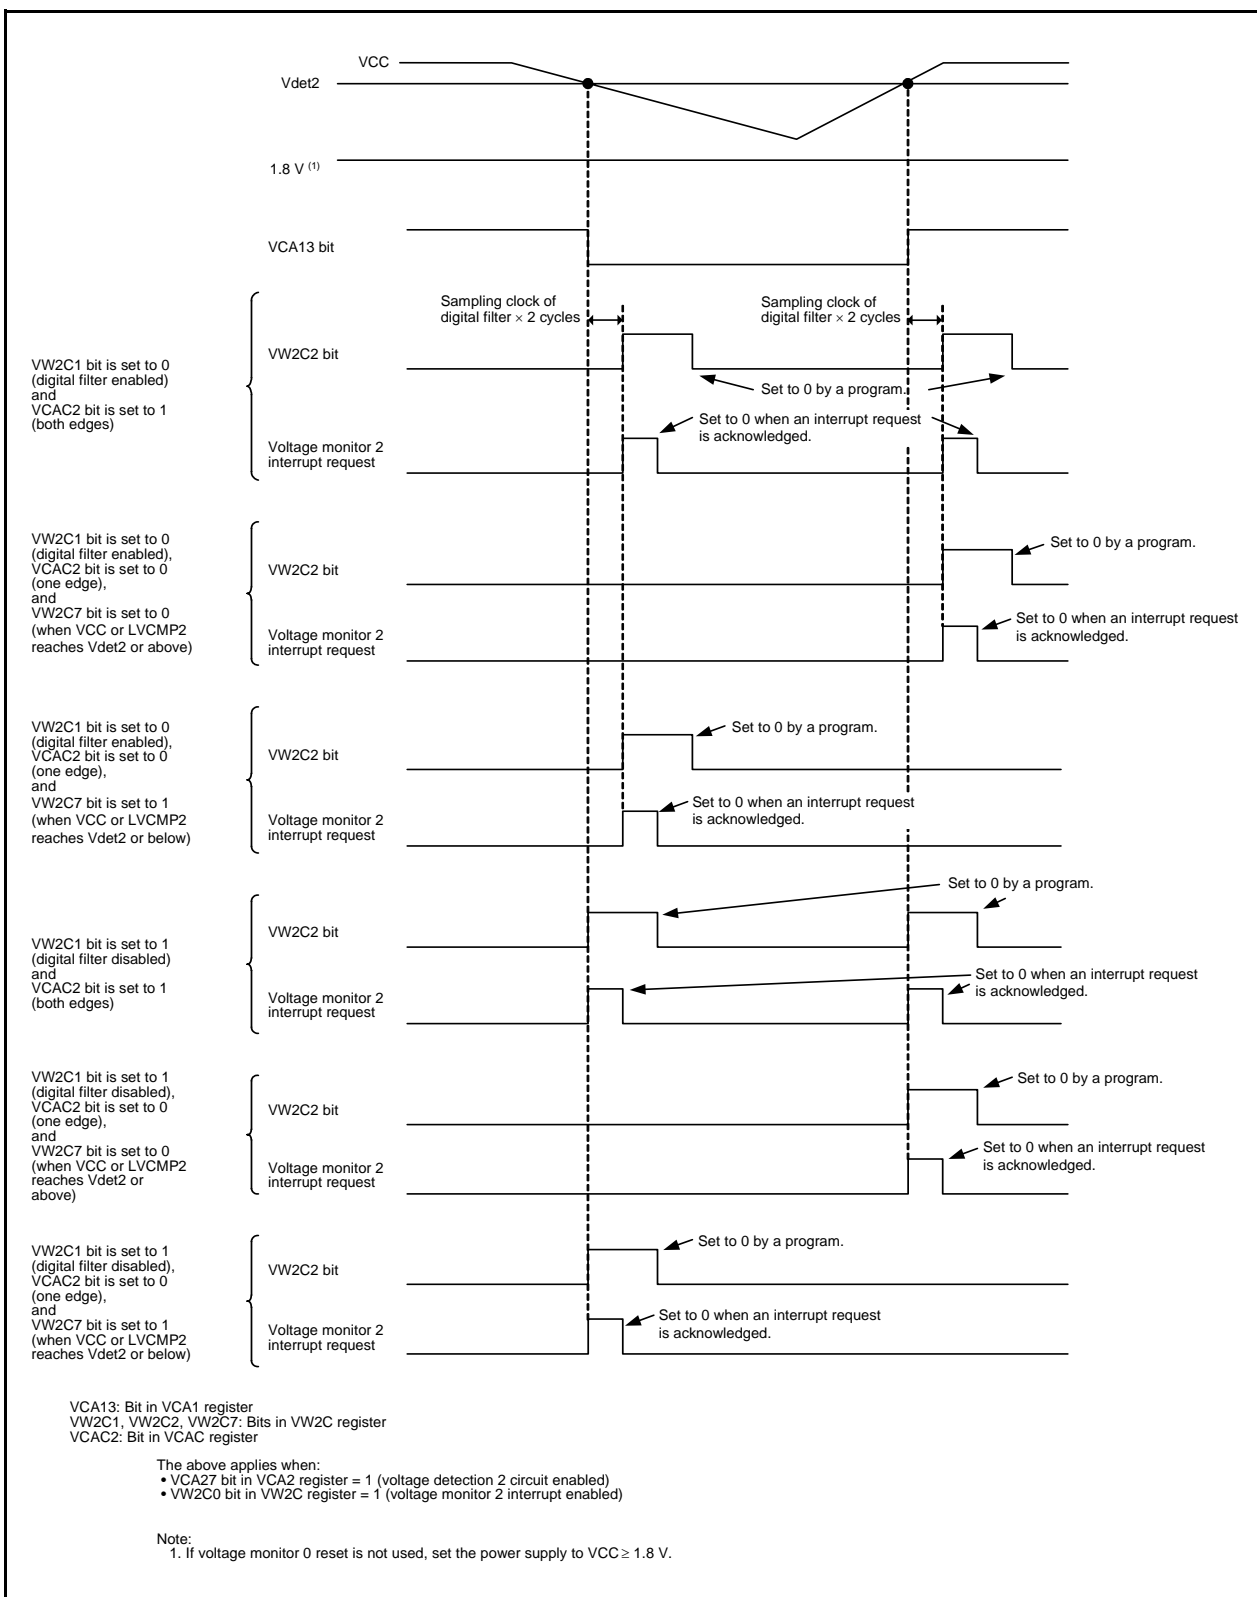 VCC
Vdet2
1.8 V (1)
VCA13 bit
Sampling clock of
digital filter × 2 cycles
Sampling clock of
digital filter × 2 cycles
VW2C1 bit is set to 0
(digital filter enabled)
and
VCAC2 bit is set to 1
(both edges)
VW2C2 bit
Set to 0 by a program.
Voltage monitor 2
interrupt request
Set to 0 when an interrupt request
is acknowledged.
VW2C1 bit is set to 0
(digital filter enabled),
VCAC2 bit is set to 0
(one edge),
and
VW2C7 bit is set to 0
(when VCC or LVCMP2
reaches Vdet2 or above)
VW2C2 bit
Set to 0 by a program.
Voltage monitor 2
interrupt request
Set to 0 when an interrupt request
is acknowledged.
VW2C1 bit is set to 0
(digital filter enabled),
VCAC2 bit is set to 0
(one edge),
and
VW2C7 bit is set to 1
(when VCC or LVCMP2
reaches Vdet2 or below)
VW2C2 bit
Set to 0 by a program.
Voltage monitor 2
interrupt request
Set to 0 when an interrupt request
is acknowledged.
VW2C1 bit is set to 1
(digital filter disabled)
and
VCAC2 bit is set to 1
(both edges)
VW2C2 bit
Set to 0 by a program.
Voltage monitor 2
interrupt request
Set to 0 when an interrupt request
is acknowledged.
VW2C1 bit is set to 1
(digital filter disabled),
VCAC2 bit is set to 0
(one edge),
and
VW2C7 bit is set to 0
(when VCC or LVCMP2
reaches Vdet2 or
above)
VW2C2 bit
Set to 0 by a program.
Voltage monitor 2
interrupt request
Set to 0 when an interrupt request
is acknowledged.
VW2C1 bit is set to 1
(digital filter disabled),
VCAC2 bit is set to 0
(one edge),
and
VW2C7 bit is set to 1
(when VCC or LVCMP2
reaches Vdet2 or below)
VW2C2 bit
Set to 0 by a program.
Voltage monitor 2
interrupt request
Set to 0 when an interrupt request
is acknowledged.
VCA13: Bit in VCA1 register
VW2C1, VW2C2, VW2C7: Bits in VW2C register
VCAC2: Bit in VCAC register
The above applies when:
• VCA27 bit in VCA2 register = 1 (voltage detection 2 circuit enabled)
• VW2C0 bit in VW2C register = 1 (voltage monitor 2 interrupt enabled)
Note:
1. If voltage monitor 0 reset is not used, set the power supply to VCC ≥ 1.8 V.